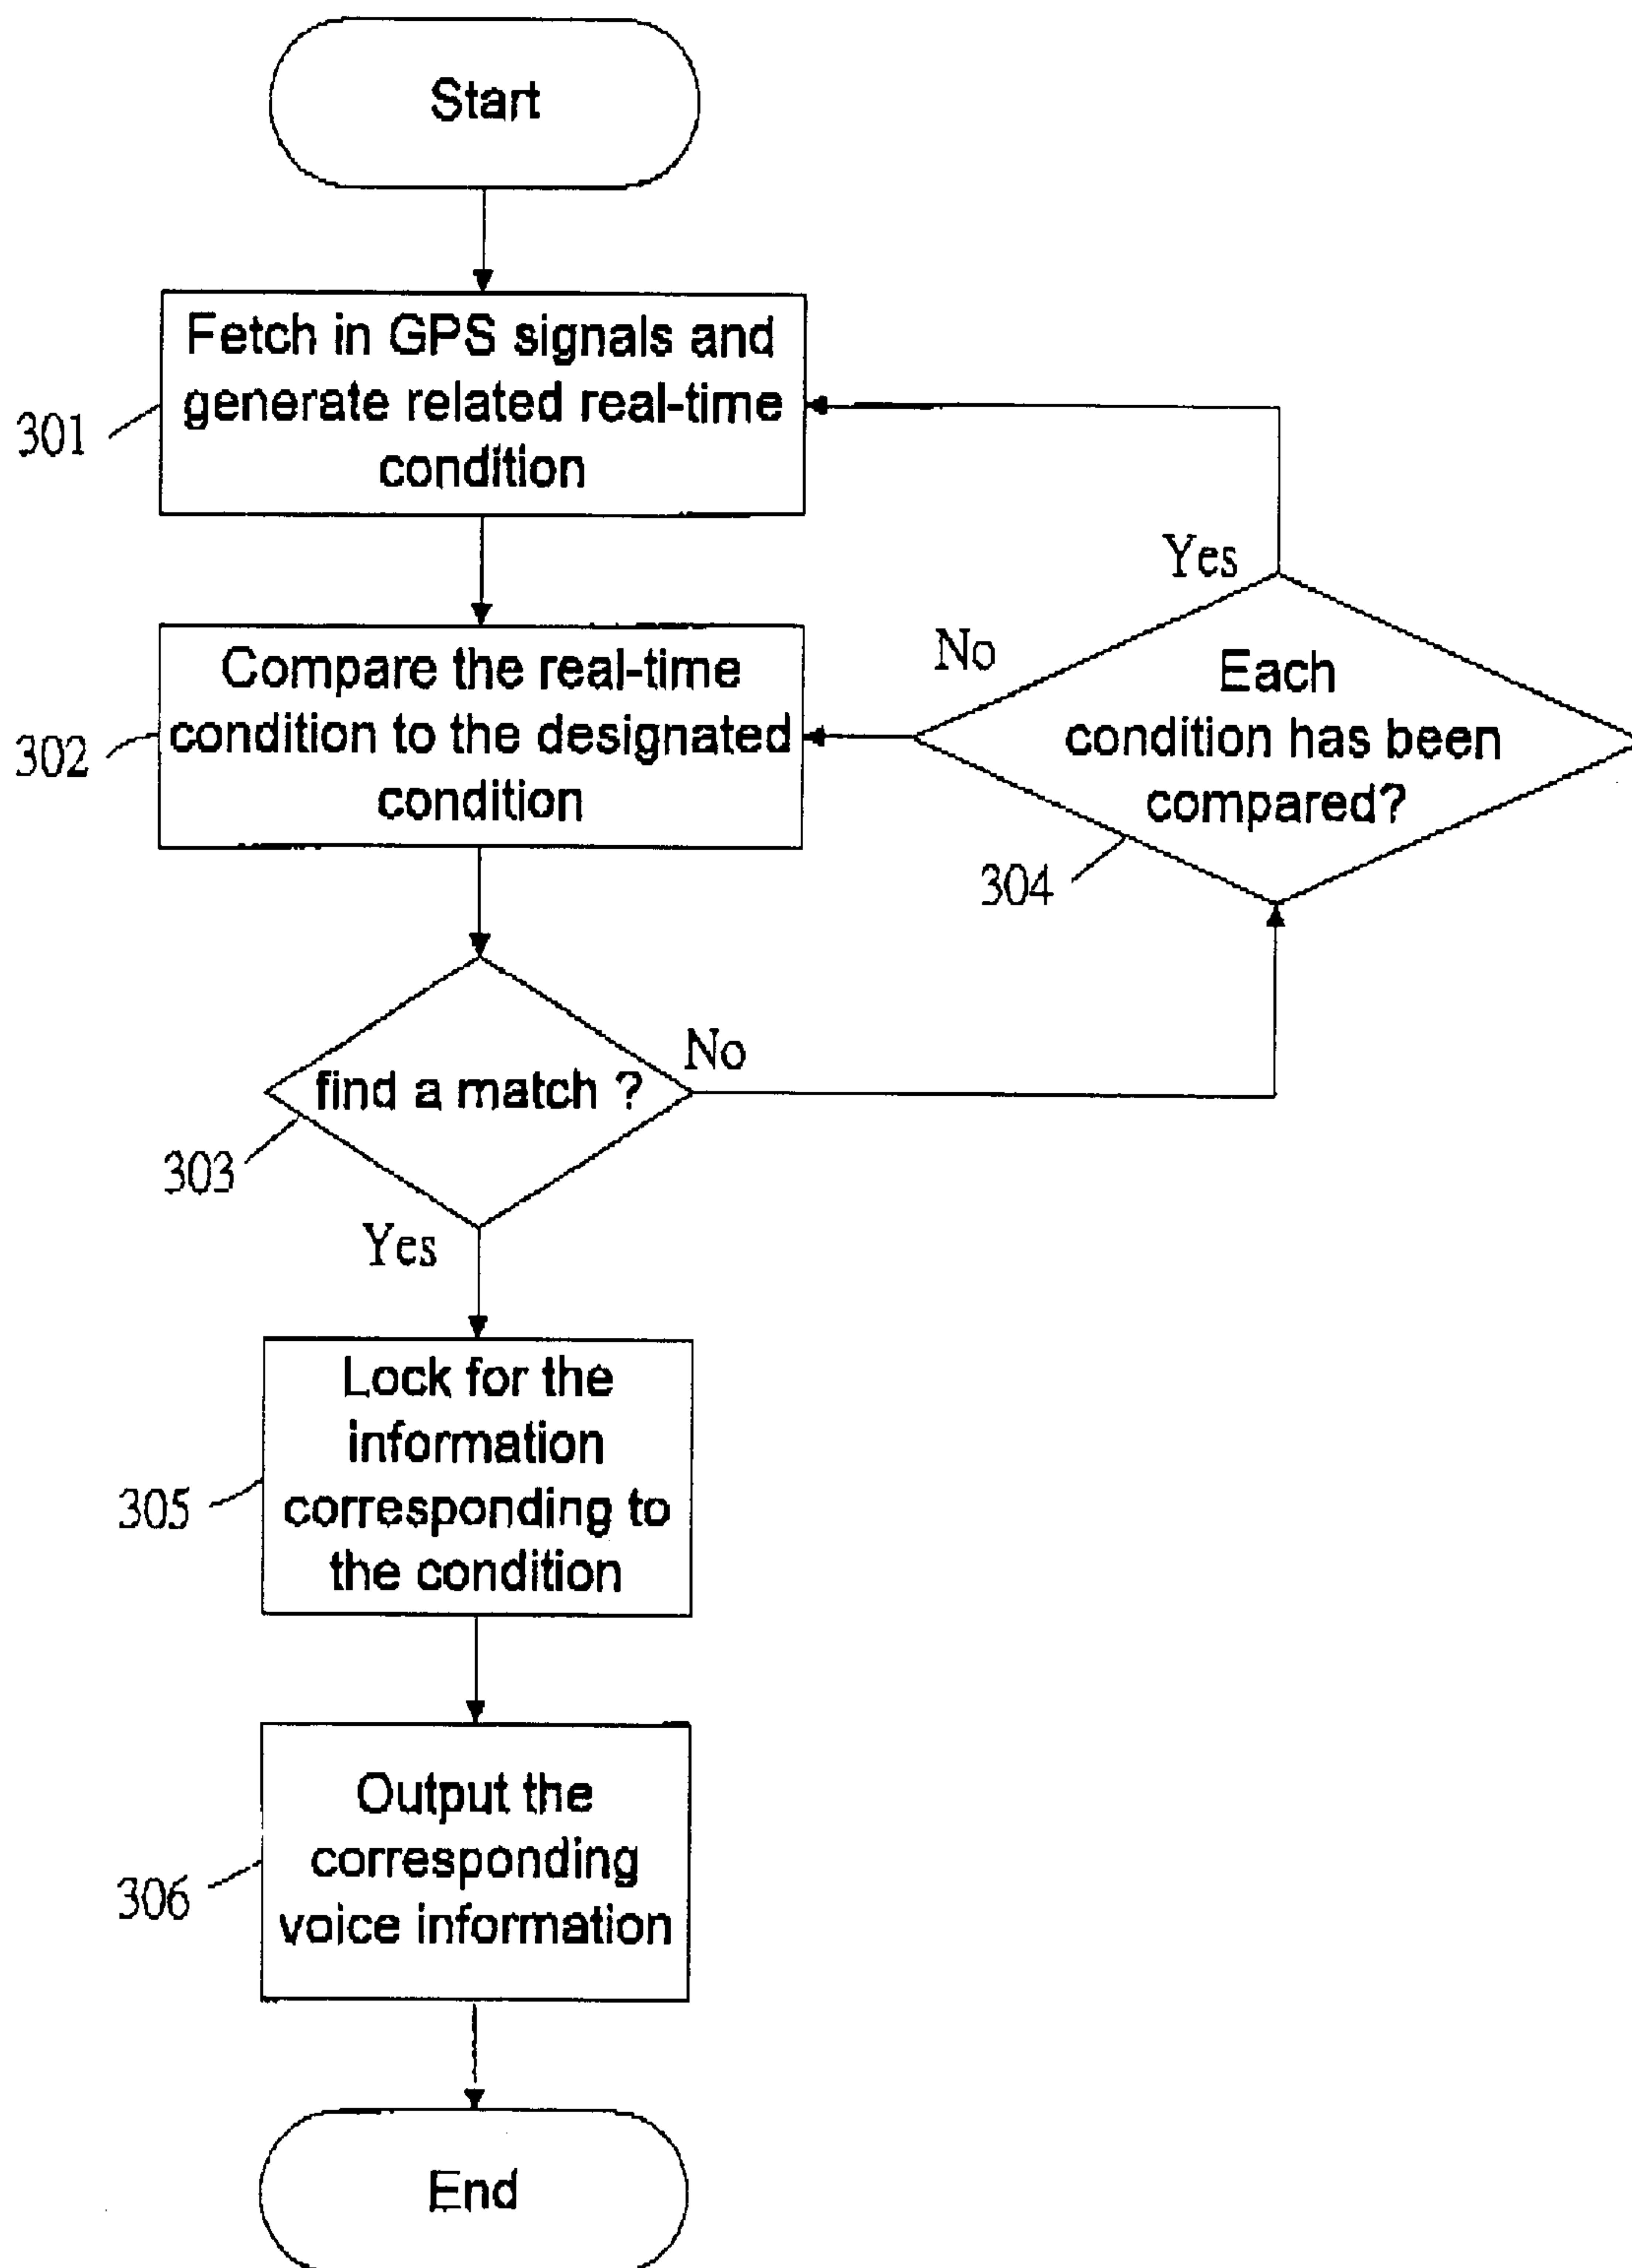 Start
Fetch in GPS signals and
generate related real-time
condition
301
Yes
No
Compare the real-time
condition to the designated
condition
302
Each
condition has been
compared?
304
find a match ?
No
303
Yes
Lock for the
information
corresponding to
the condition
305
Output the
corresponding
voice information
306
End